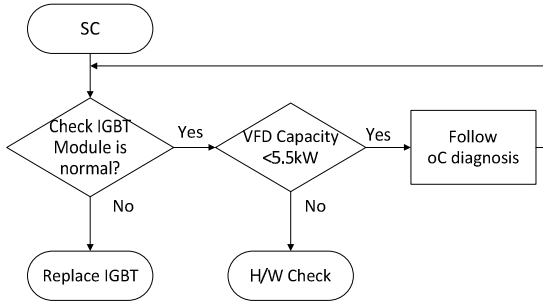 SC
Check IGBT
Module is
normal?
Yes
VFD Capacity
<5.5kW
Yes
Follow
oC diagnosis
No
No
Replace IGBT
H/W Check